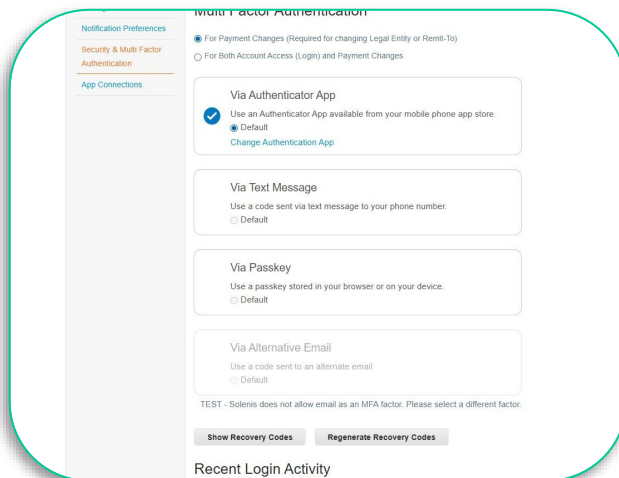 Notification Preferences
Security & Multi Factor
Authentication
App Connections
Multi Factor Authentication
For Payment Changes (Required for changing Legal Entity or Remit-To)
For Both Account Access (Login) and Payment Changes
Via Authenticator App
Use an Authenticator App available from your mobile phone app store.
Default
Change Authentication App
Via Text Message
Use a code sent via text message to your phone number.
Default
Via Passkey
Use a passkey stored in your browser or on your device.
Default
Via Alternative Email
Use a code sent to an alternate email
Default
TEST - Solenis does not allow email as an MFA factor. Please select a different factor.
Show Recovery Codes
Regenerate Recovery Codes
Recent Login Activity